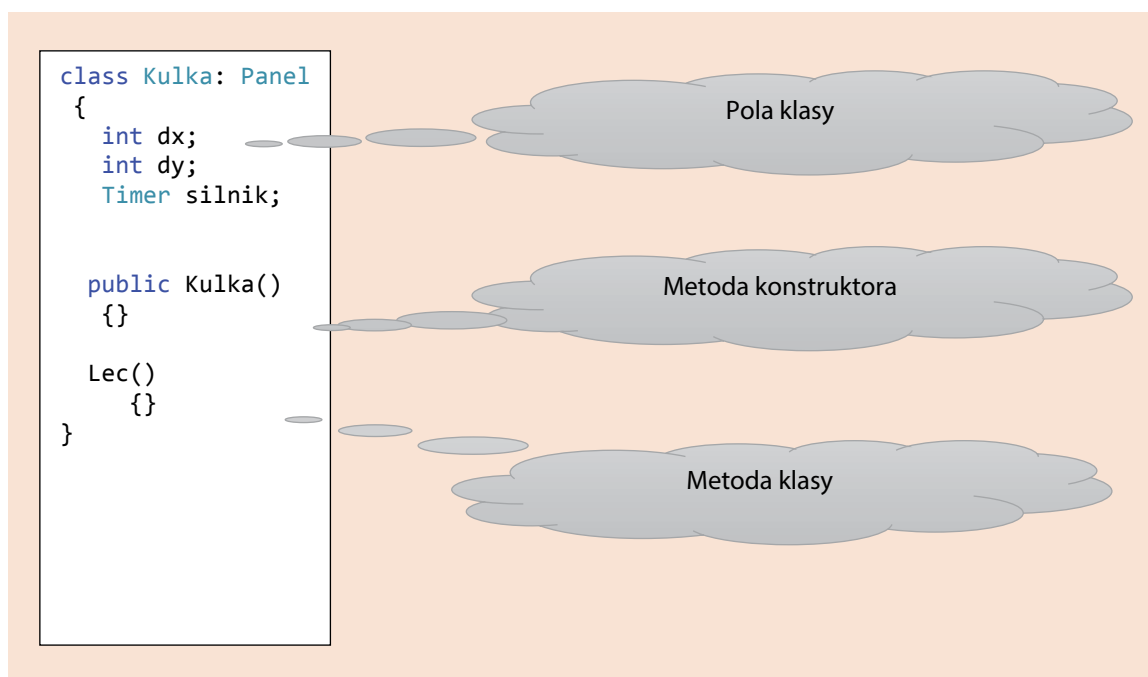 class Kulka: Panel
{
int dx;
int dy;
Timer silnik;
public Kulka()
{}
Lec()
{}
}
Pola klasy
Metoda konstruktora
Metoda klasy